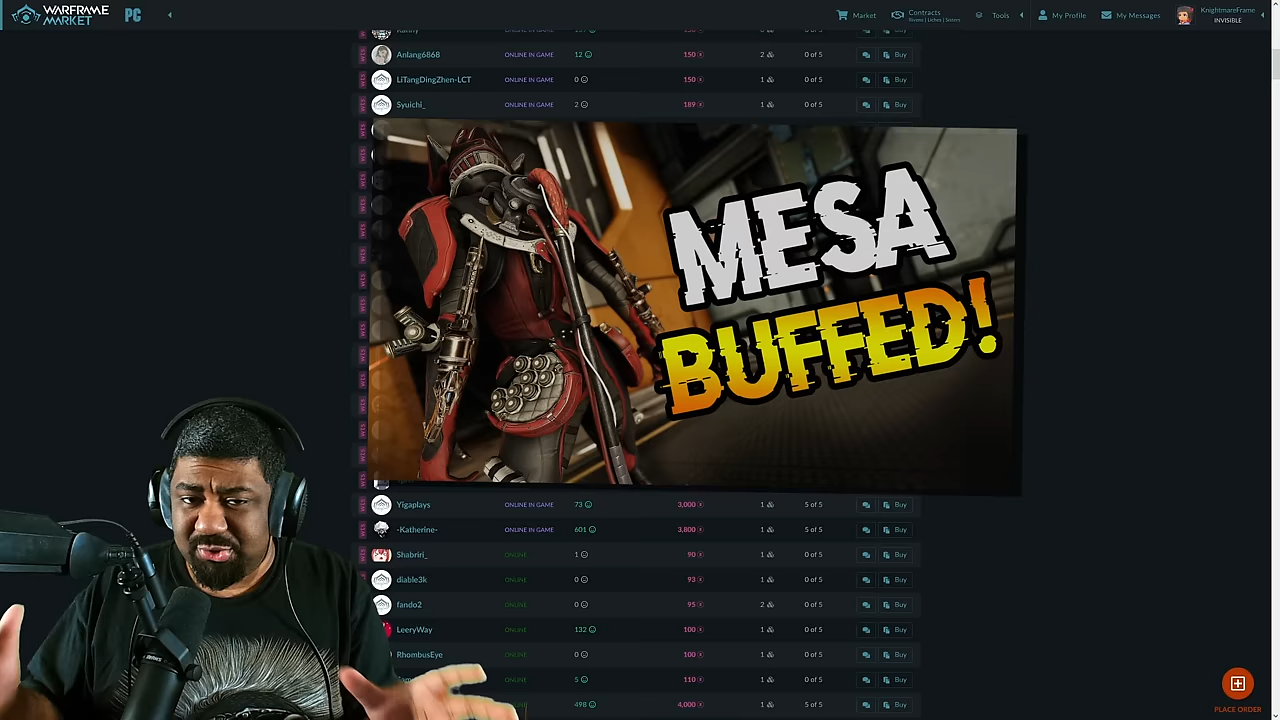 WARFRAME
MARKET
PC
Market
Contracts
Rivens | Liches | Sisters
Tools
My Profile
My Messages
KnightmareFrame
INVISIBLE
Anlang6868 ONLINE IN GAME 12 150 2 0 of 5 Buy
LiTangDingZhen-LCT ONLINE IN GAME 0 150 1 0 of 5 Buy
Syuichi_ ONLINE IN GAME 2 189 1 0 of 5 Buy
MESA
BUFFED!
Yigaplays ONLINE IN GAME 73 3,000 1 5 of 5 Buy
-Katherine- ONLINE IN GAME 601 3,800 1 5 of 5 Buy
Shabriri_ ONLINE 1 90 1 0 of 5 Buy
diable3k ONLINE 0 93 1 0 of 5 Buy
fando2 ONLINE 0 95 2 0 of 5 Buy
LeeryWay ONLINE 132 100 1 0 of 5 Buy
RhombusEye ONLINE 0 100 1 0 of 5 Buy
ONLINE 5 110 1 0 of 5 Buy
498 4,000 1 5 of 5 Buy
PLACE ORDER